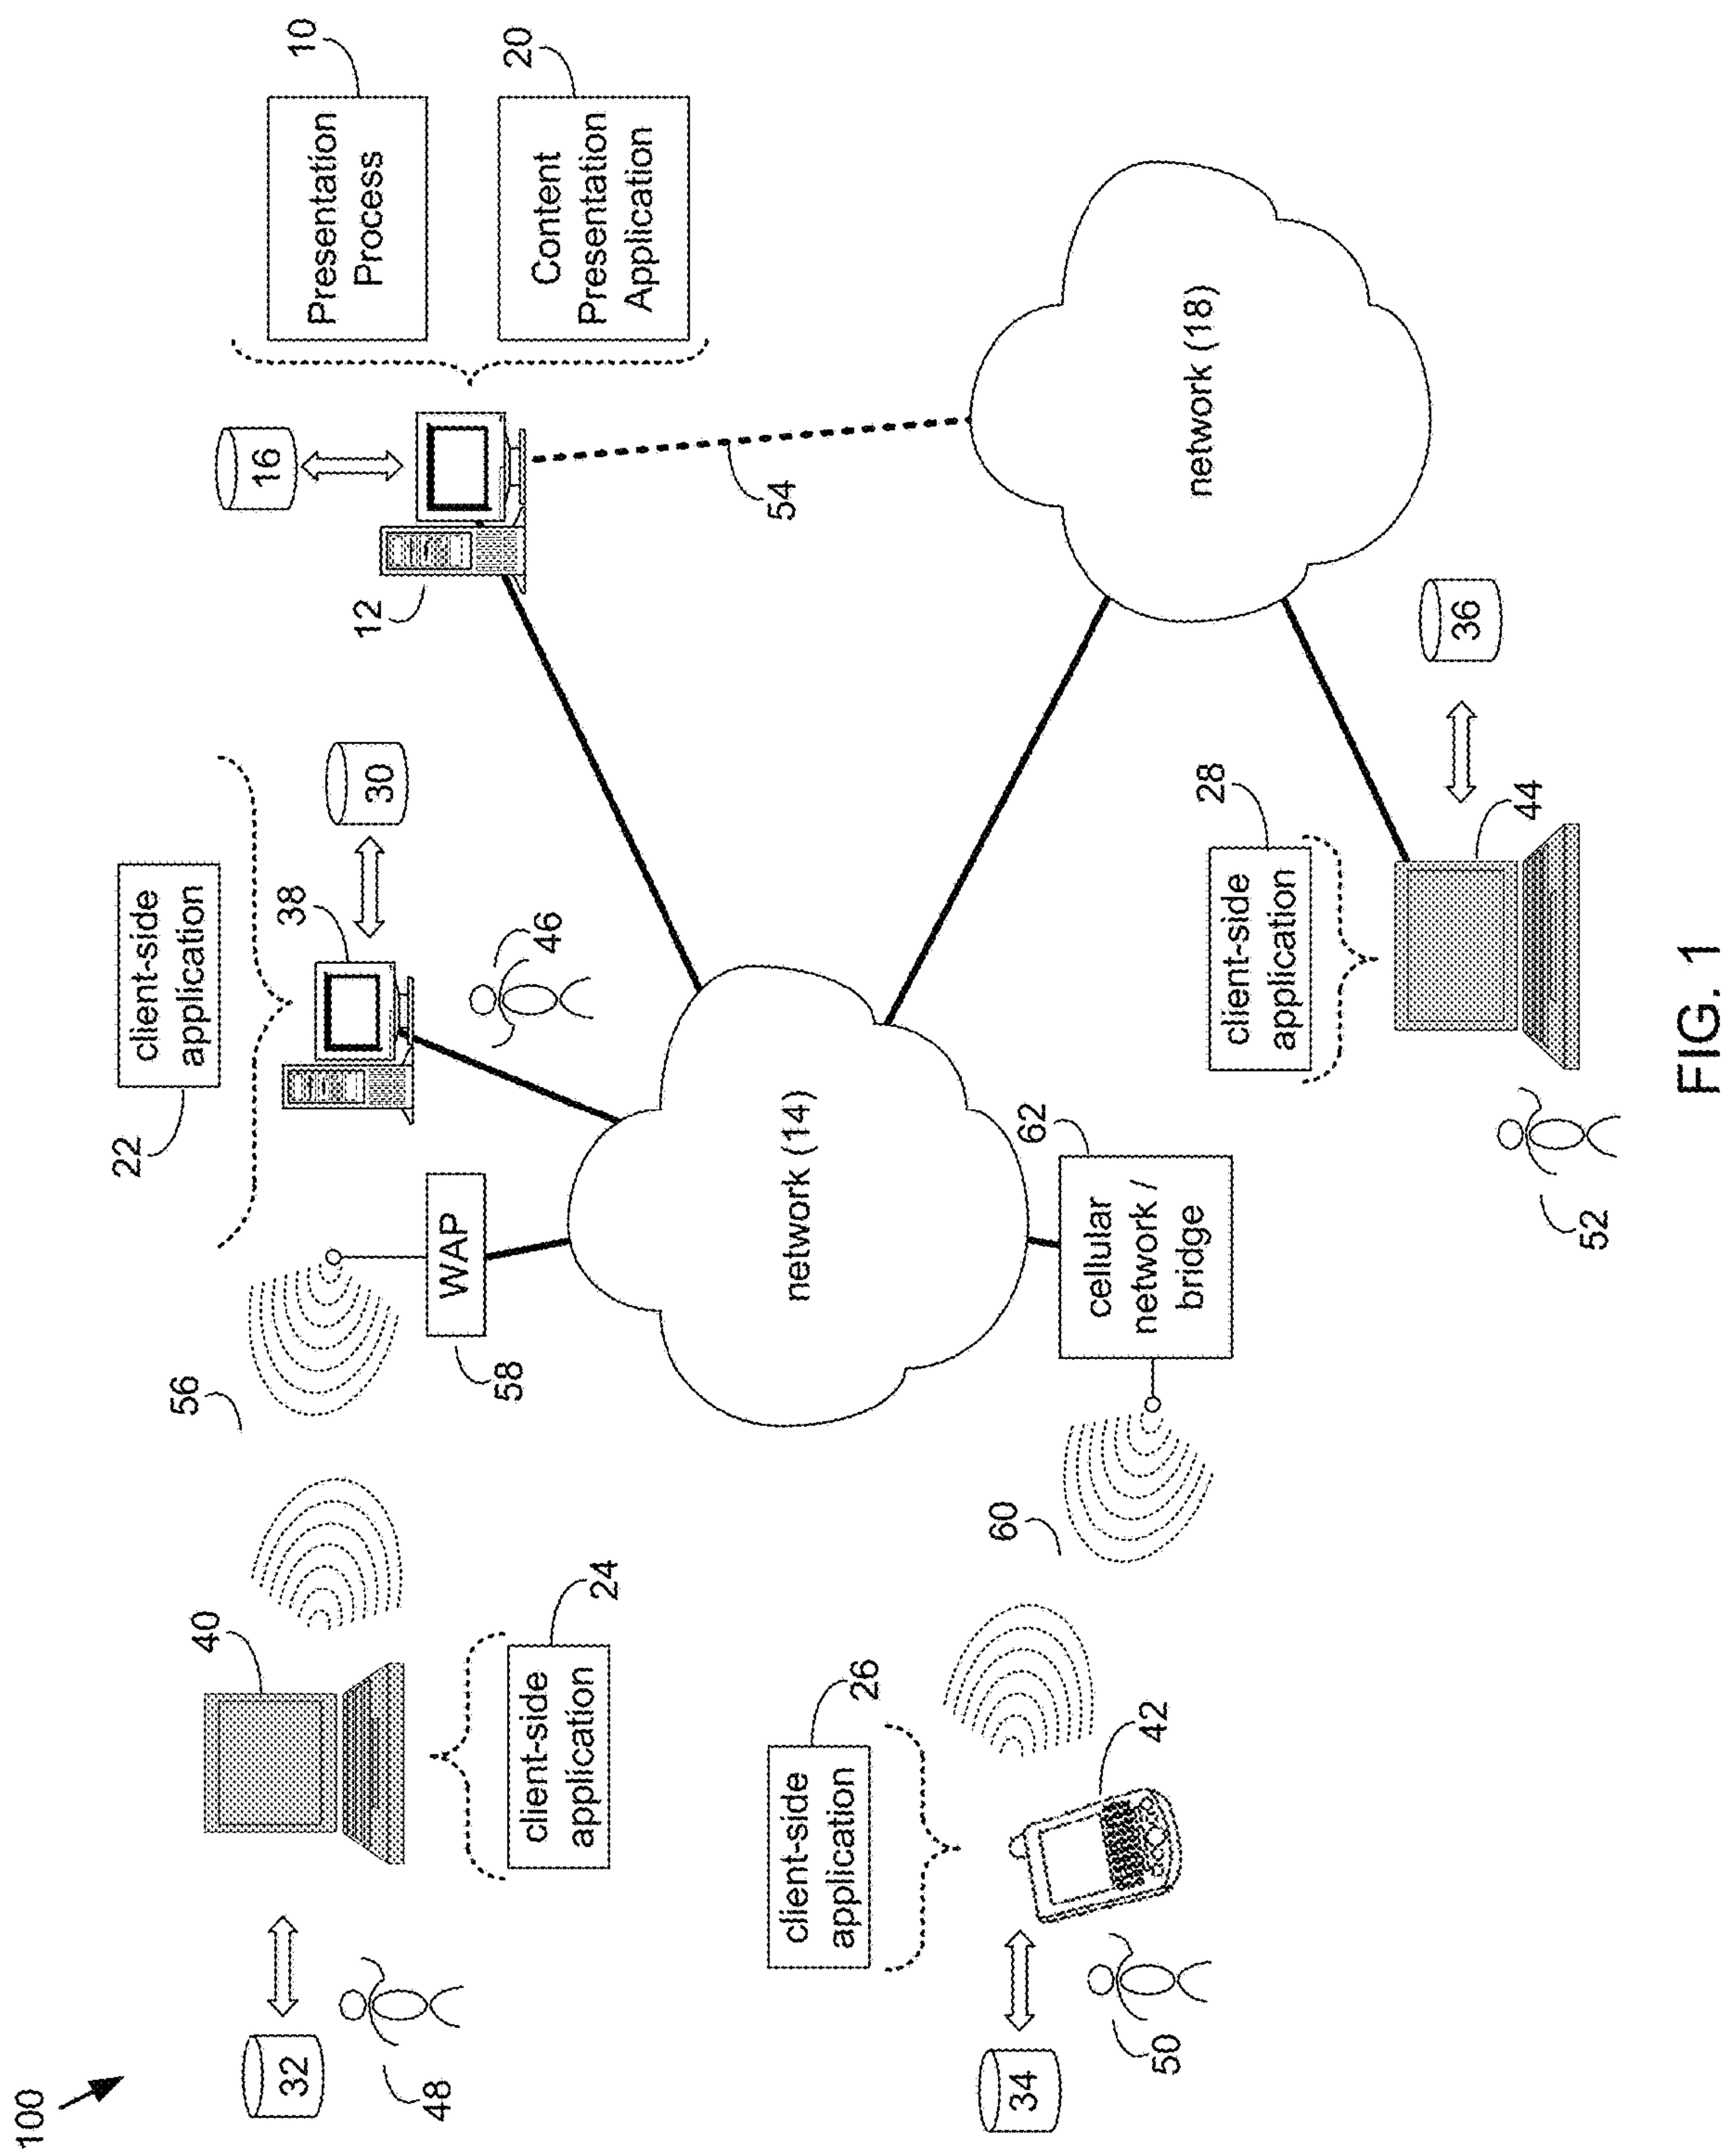 100
32
48
40
24
client-side
application
56
58
WAP
22
client-side
application
38
30
46
12
16
10
Presentation
Process
20
Content
Presentation
Application
54
network (14)
network (18)
34
50
42
26
client-side
application
60
62
cellular
network /
bridge
52
28
client-side
application
44
36
FIG. 1